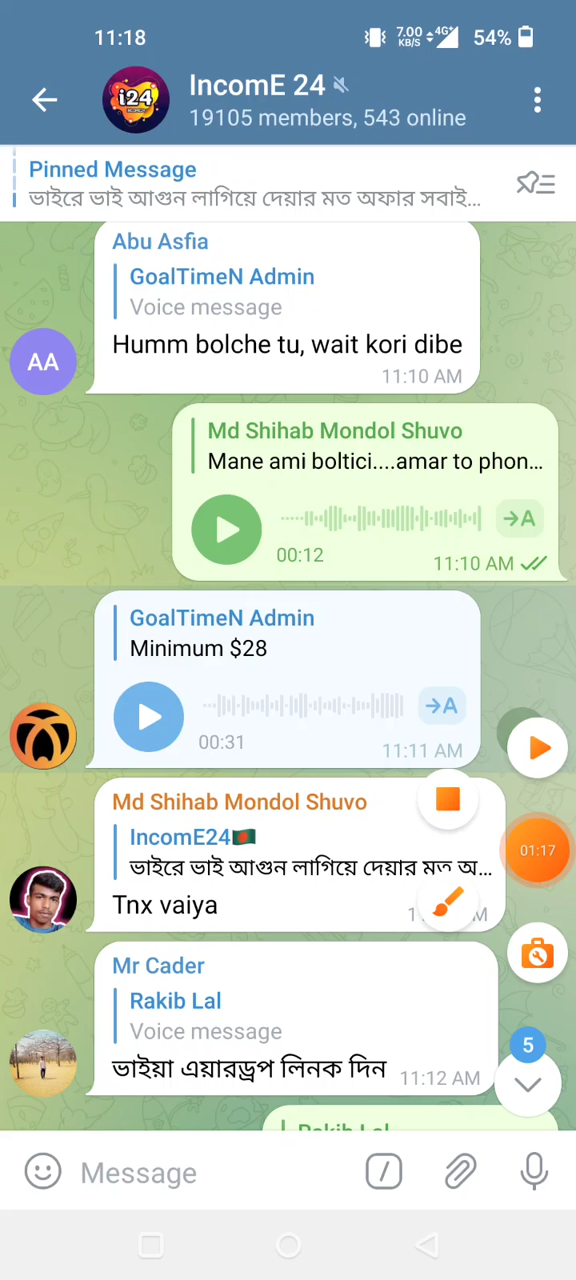 11:18
7.00
KB/S
4G+
54%
i24
IncomE 24
19105 members, 543 online
Pinned Message
ভাইরে ভাই আগুন লাগিয়ে দেয়ার মত অফার সবাই...
Abu Asfia
GoalTimeN Admin
Voice message
Humm bolche tu, wait kori dibe
AA
11:10 AM
Md Shihab Mondol Shuvo
Mane ami boltici....amar to phon...
→A
00:12
11:10 AM
GoalTimeN Admin
Minimum $28
→A
00:31
11:11 AM
Md Shihab Mondol Shuvo
IncomE24🇧🇩
01:17
ভাইরে ভাই আগুন লাগিয়ে দেয়ার মত অ...
Tnx vaiya
Mr Cader
Rakib Lal
Voice message
5
ভাইয়া এয়ারড্রপ লিনক দিন
11:12 AM
Rakib Lal
Message